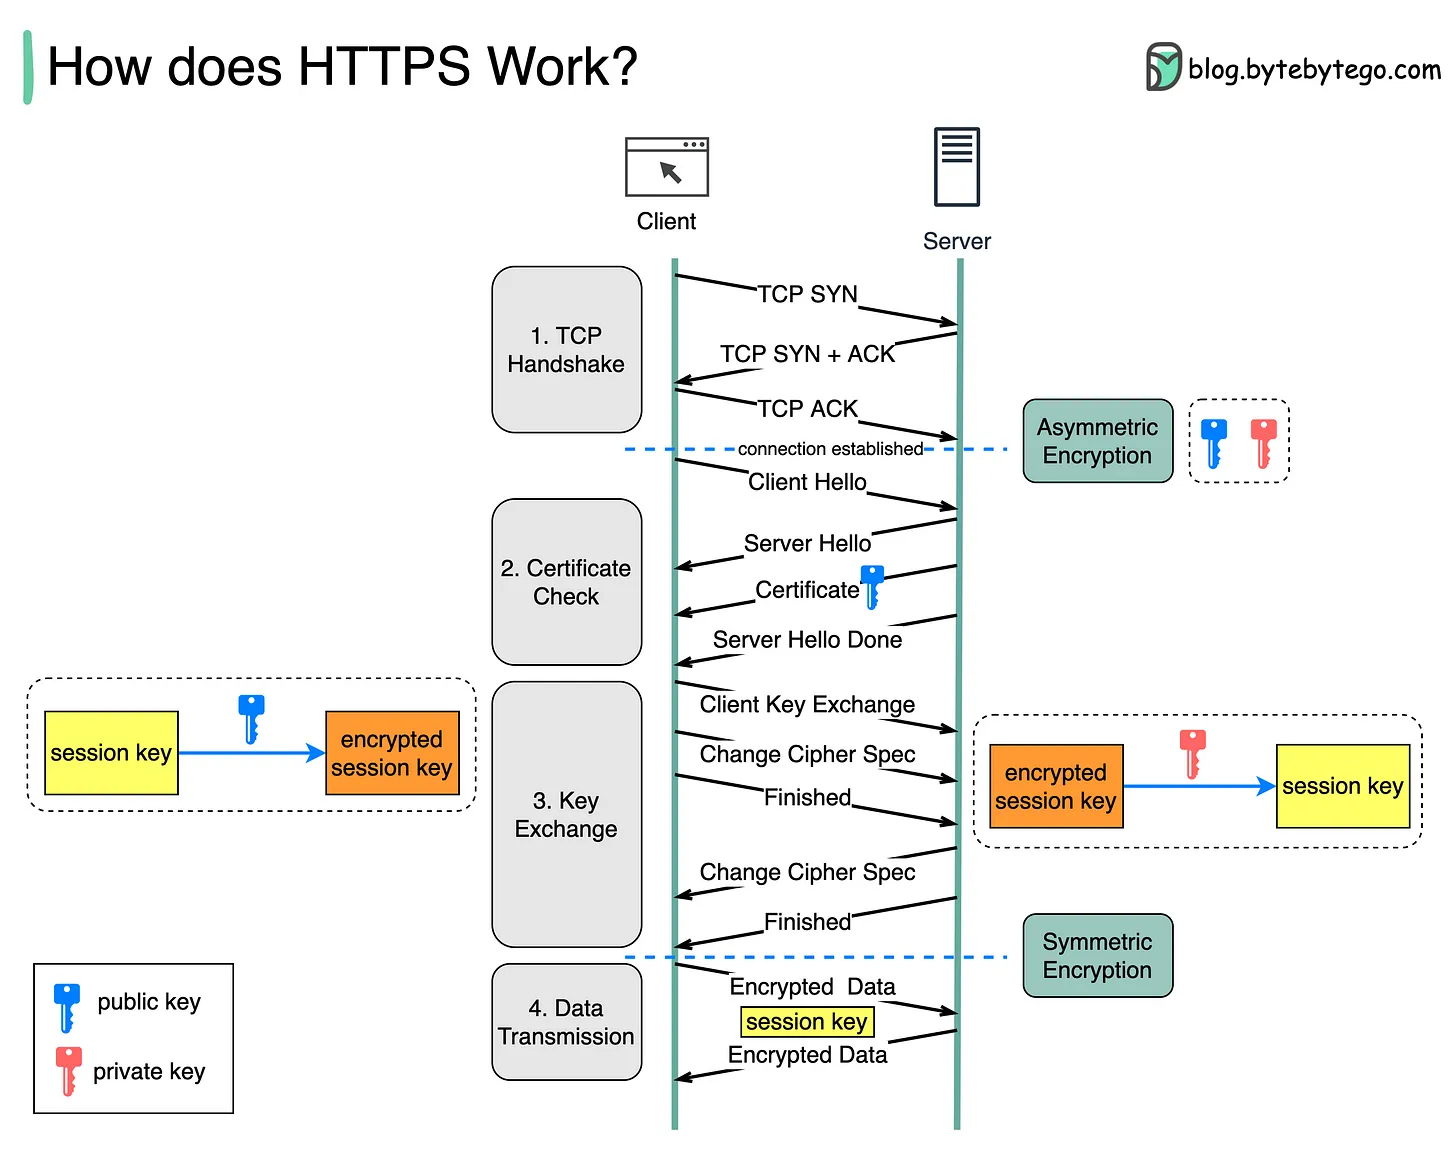 How does HTTPS Work?
blog.bytebytego.com
Client
Server
1. TCP
Handshake
TCP SYN
TCP SYN + ACK
TCP ACK
connection established
Asymmetric
Encryption
Client Hello
2. Certificate
Check
Server Hello
Certificate
Server Hello Done
session key
encrypted
session key
3. Key
Exchange
Client Key Exchange
Change Cipher Spec
Finished
encrypted
session key
session key
Change Cipher Spec
Finished
Symmetric
Encryption
4. Data
Transmission
Encrypted Data
session key
Encrypted Data
public key
private key